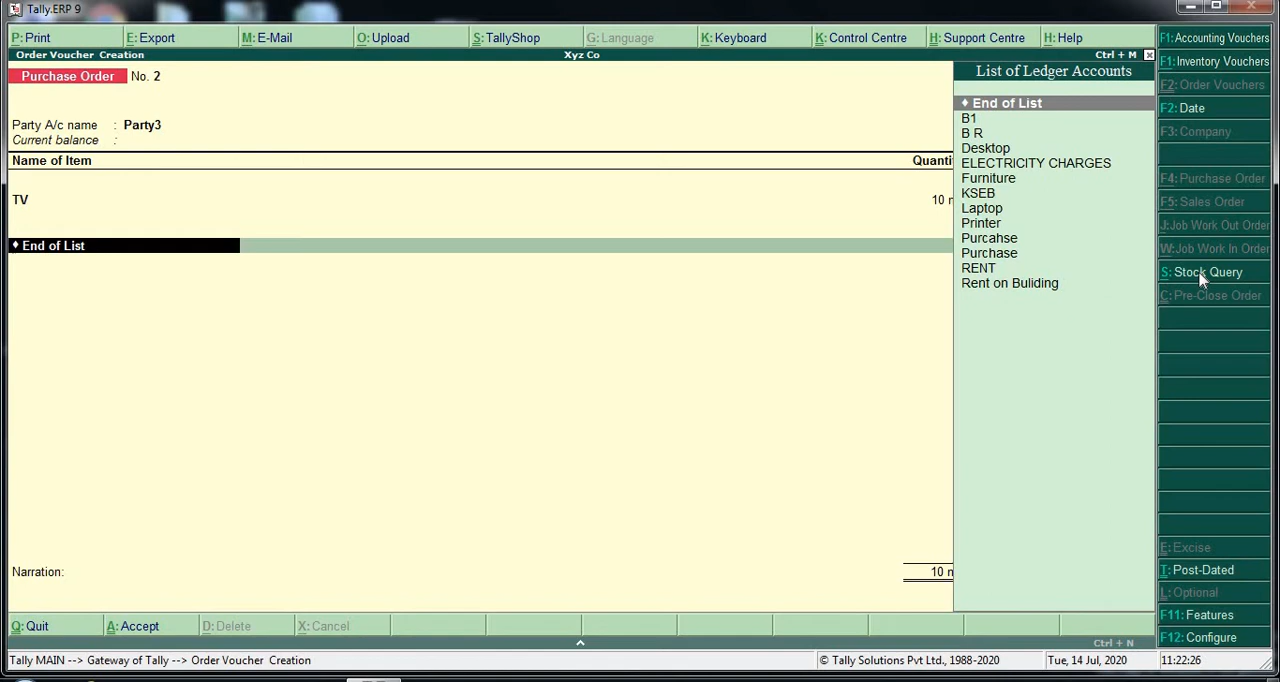 Tally.ERP 9
P: Print
E: Export
M: E-Mail
O: Upload
S: TallyShop
G: Language
K: Keyboard
K: Control Centre
H: Support Centre
H: Help
Order Voucher Creation
Xyz Co
Ctrl + M
Purchase Order No. 2
Party A/c name : Party3
Current balance :
Name of Item
Quanti
TV
10 n
♦ End of List
Narration:
10 n
List of Ledger Accounts
♦ End of List
B1
B R
Desktop
ELECTRICITY CHARGES
Furniture
KSEB
Laptop
Printer
Purcahse
Purchase
RENT
Rent on Buliding
F1: Accounting Vouchers
F1: Inventory Vouchers
F2: Order Vouchers
F2: Date
F3: Company
F4: Purchase Order
F5: Sales Order
J: Job Work Out Order
W: Job Work In Order
S: Stock Query
C: Pre-Close Order
E: Excise
T: Post-Dated
L: Optional
F11: Features
F12: Configure
Q: Quit
A: Accept
D: Delete
X: Cancel
Ctrl + N
Tally MAIN --> Gateway of Tally --> Order Voucher Creation
© Tally Solutions Pvt Ltd., 1988-2020
Tue, 14 Jul, 2020
11:22:26